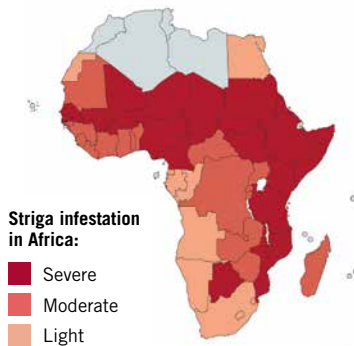 Striga infestation
in Africa:
Severe
Moderate
Light